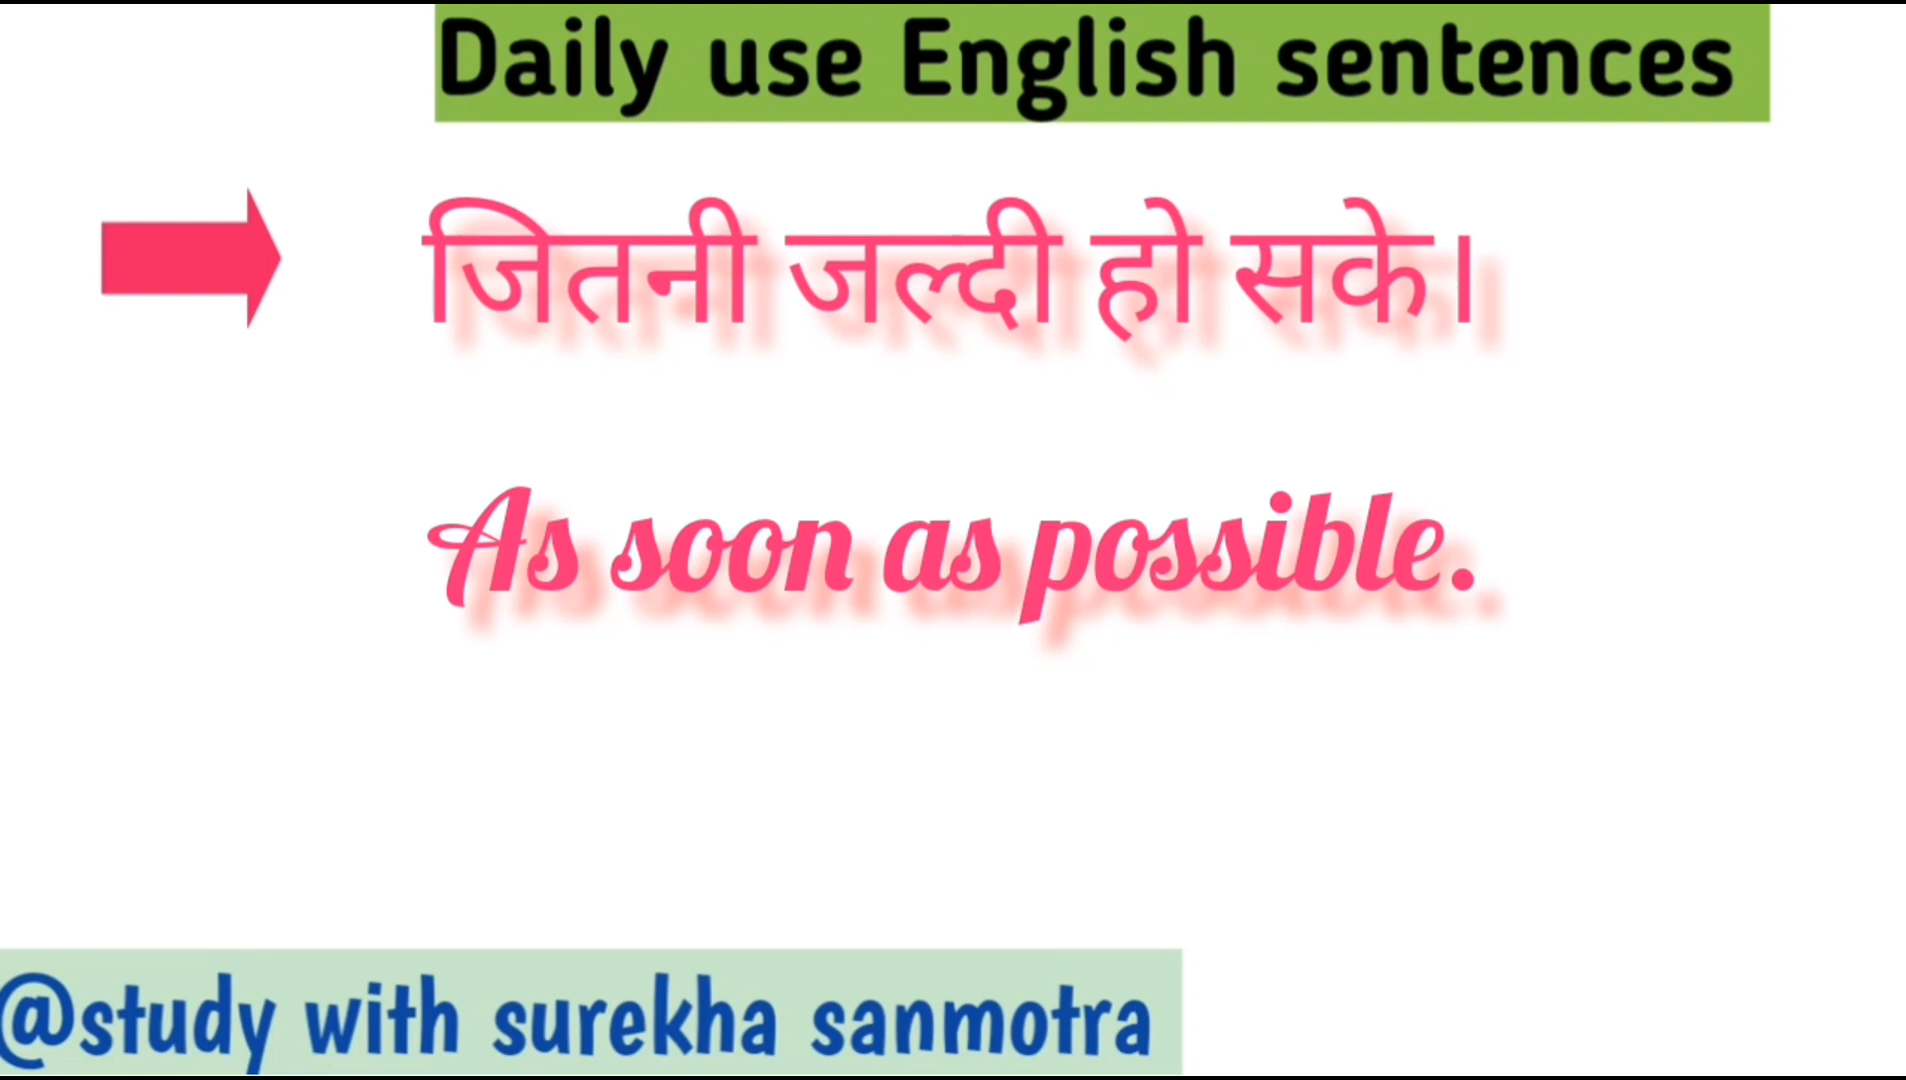 Daily use English sentences
जितनी जल्दी हो सके।
As soon as possible.
@study with surekha sanmotra